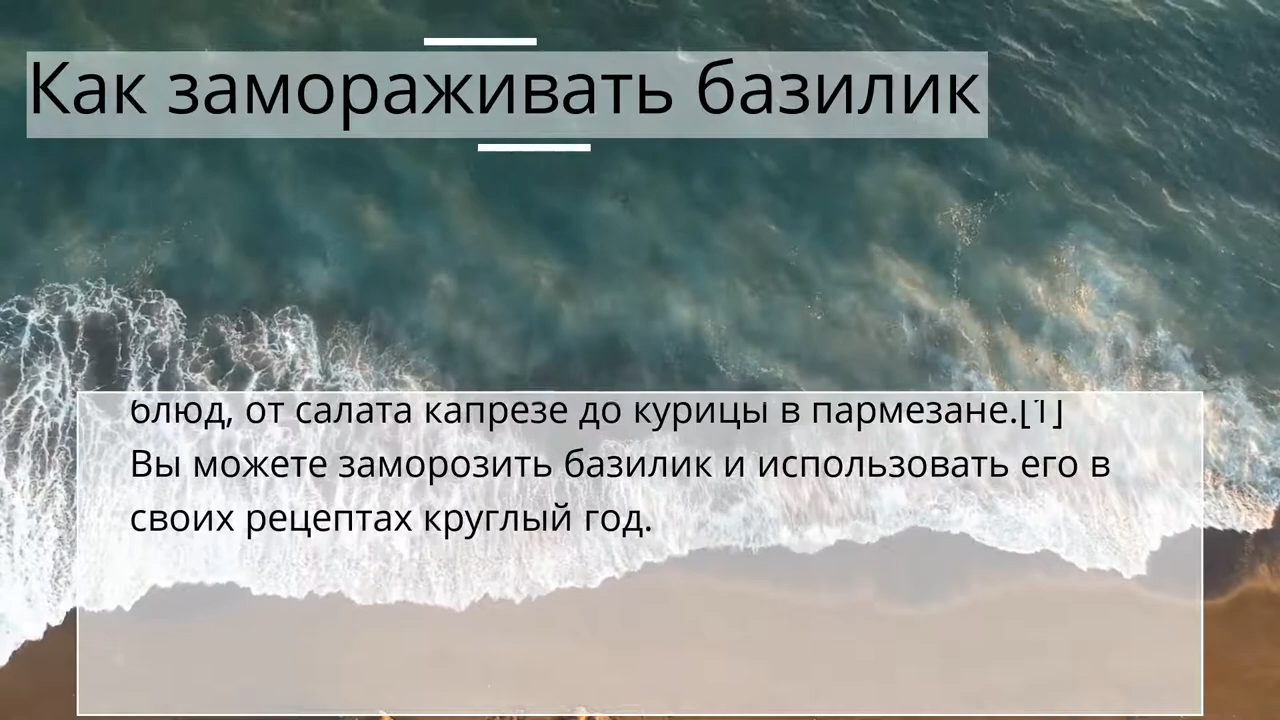 Как замораживать базилик
блюд, от салата капрезе до курицы в пармезане.[1]
Вы можете заморозить базилик и использовать его в
своих рецептах круглый год.